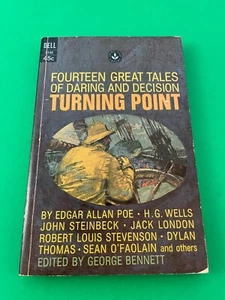 DELL
45c
FOURTEEN GREAT TALES
OF DARING AND DECISION
TURNING POINT
BY EDGAR ALLAN POE · H.G. WELLS
JOHN STEINBECK · JACK LONDON
ROBERT LOUIS STEVENSON · DYLAN
THOMAS · SEAN O'FAOLAIN and others
EDITED BY GEORGE BENNETT